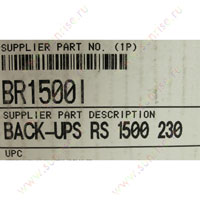 SUPPLIER PART NO. (1P)
BR1500I
SUPPLIER PART DESCRIPTION
BACK-UPS RS 1500 230
UPC